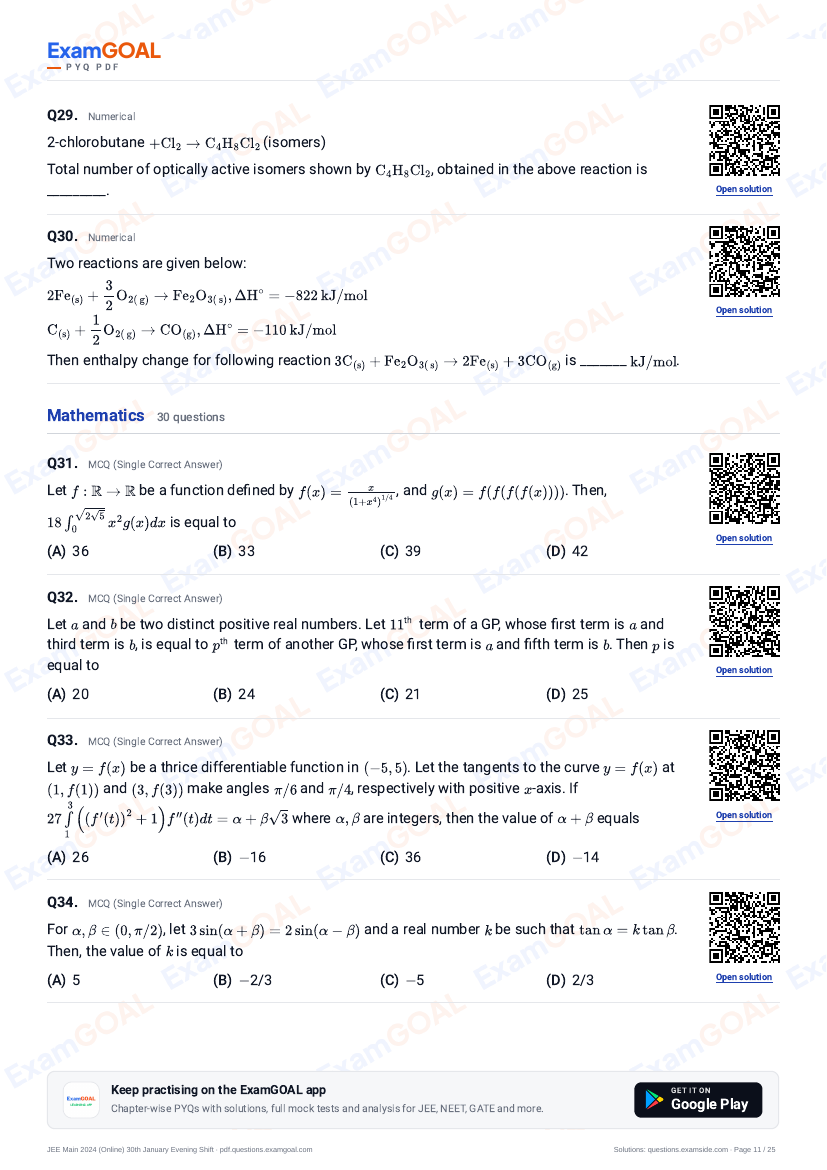 ExamGOAL
PYQ PDF
Q29. Numerical
2-chlorobutane +Cl₂ → C₄H₈Cl₂ (isomers)
Total number of optically active isomers shown by C₄H₈Cl₂, obtained in the above reaction is
________.
Open solution
Q30. Numerical
Two reactions are given below:
2Fe₍s₎ + 3/2 O₂₍g₎ → Fe₂O₃₍s₎, ΔH° = −822 kJ/mol
C₍s₎ + 1/2 O₂₍g₎ → CO₍g₎, ΔH° = −110 kJ/mol
Then enthalpy change for following reaction 3C₍s₎ + Fe₂O₃₍s₎ → 2Fe₍s₎ + 3CO₍g₎ is ______ kJ/mol.
Open solution
Mathematics 30 questions
Q31. MCQ (Single Correct Answer)
Let f : ℝ → ℝ be a function defined by f(x) = x/(1+x⁴)^{1/4}, and g(x) = f(f(f(f(x)))). Then,
18 ∫₀^{√(2√5)} x²g(x)dx is equal to
(A) 36 (B) 33 (C) 39 (D) 42
Open solution
Q32. MCQ (Single Correct Answer)
Let a and b be two distinct positive real numbers. Let 11ᵗʰ term of a GP, whose first term is a and
third term is b, is equal to pᵗʰ term of another GP, whose first term is a and fifth term is b. Then p is
equal to
(A) 20 (B) 24 (C) 21 (D) 25
Open solution
Q33. MCQ (Single Correct Answer)
Let y = f(x) be a thrice differentiable function in (−5, 5). Let the tangents to the curve y = f(x) at
(1, f(1)) and (3, f(3)) make angles π/6 and π/4, respectively with positive x-axis. If
27 ∫₁³ ((f′(t))² + 1) f″(t)dt = α + β√3 where α, β are integers, then the value of α + β equals
(A) 26 (B) −16 (C) 36 (D) −14
Open solution
Q34. MCQ (Single Correct Answer)
For α, β ∈ (0, π/2), let 3 sin(α + β) = 2 sin(α − β) and a real number k be such that tan α = k tan β.
Then, the value of k is equal to
(A) 5 (B) −2/3 (C) −5 (D) 2/3
Open solution
ExamGOAL
Keep practising on the ExamGOAL app
Chapter-wise PYQs with solutions, full mock tests and analysis for JEE, NEET, GATE and more.
GET IT ON
Google Play
JEE Main 2024 (Online) 30th January Evening Shift · pdf.questions.examgoal.com
Solutions: questions.examside.com · Page 11 / 25